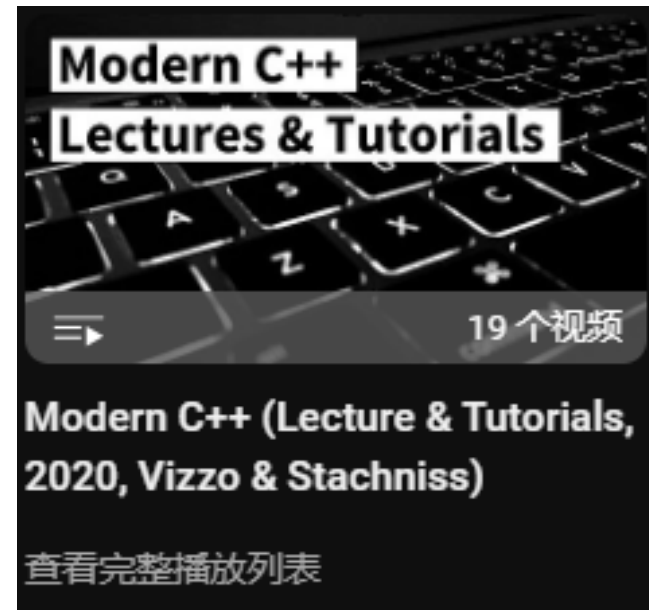 Modern C++
Lectures & Tutorials
19 个视频
Modern C++ (Lecture & Tutorials,
2020, Vizzo & Stachniss)
查看完整播放列表